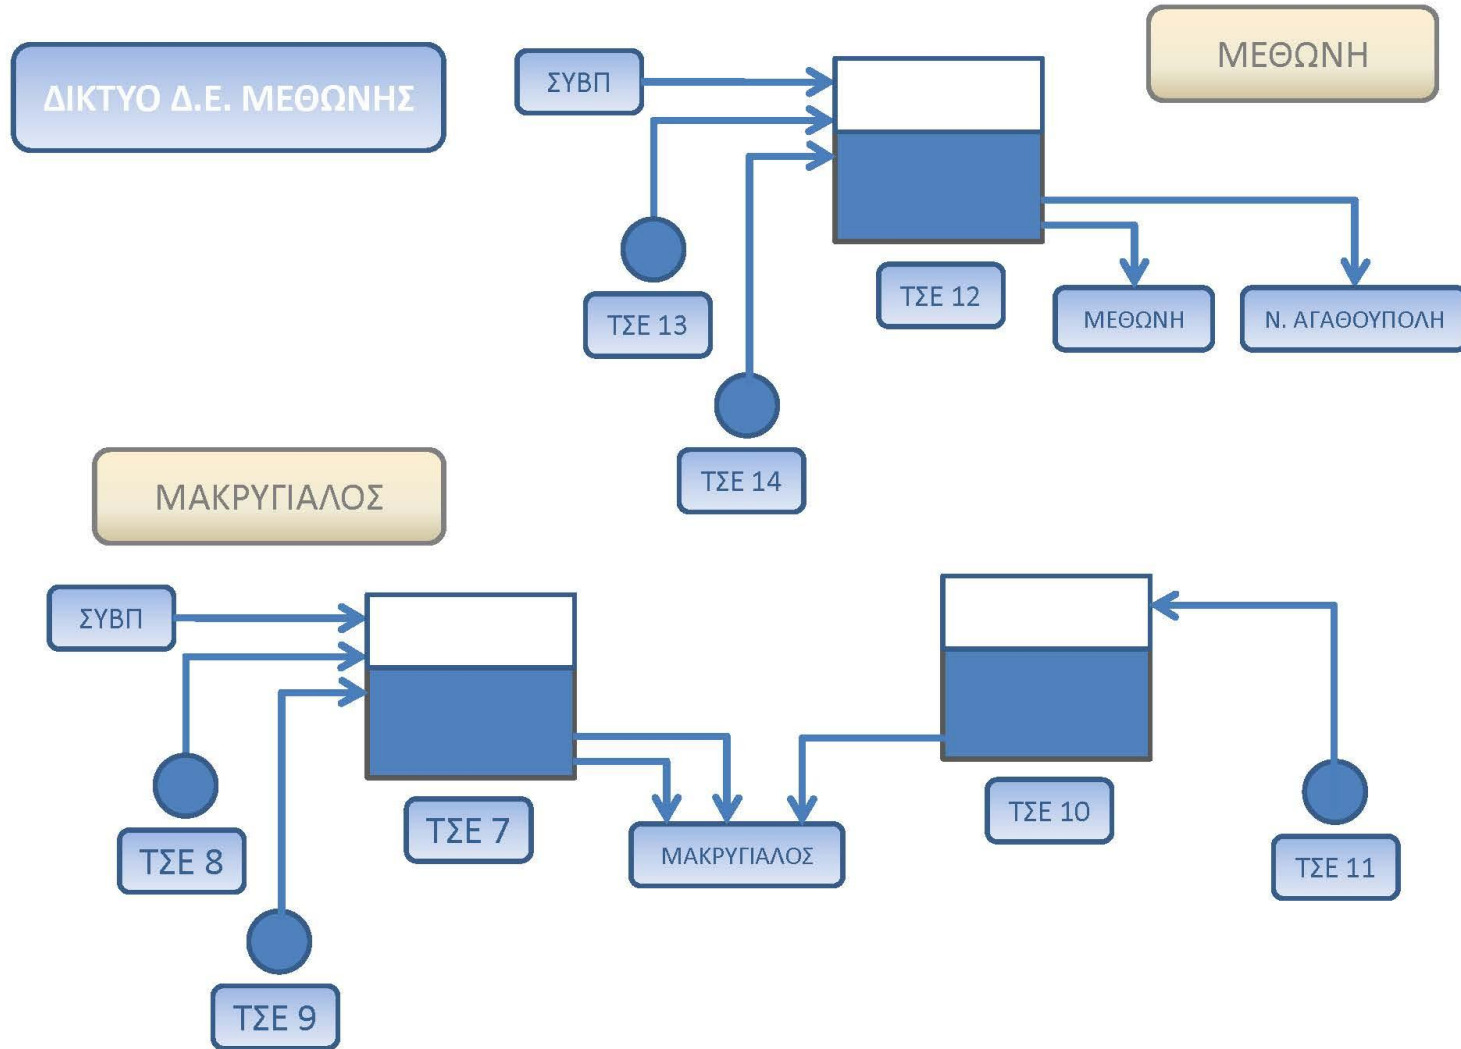 ΔΙΚΤΥΟ Δ.Ε. ΜΕΘΩΝΗΣ
ΜΕΘΩΝΗ
ΣΥΒΠ
ΤΣΕ 13
ΤΣΕ 12
ΜΕΘΩΝΗ
Ν. ΑΓΑΘΟΥΠΟΛΗ
ΤΣΕ 14
ΜΑΚΡΥΓΙΑΛΟΣ
ΣΥΒΠ
ΤΣΕ 8
ΤΣΕ 7
ΜΑΚΡΥΓΙΑΛΟΣ
ΤΣΕ 10
ΤΣΕ 11
ΤΣΕ 9